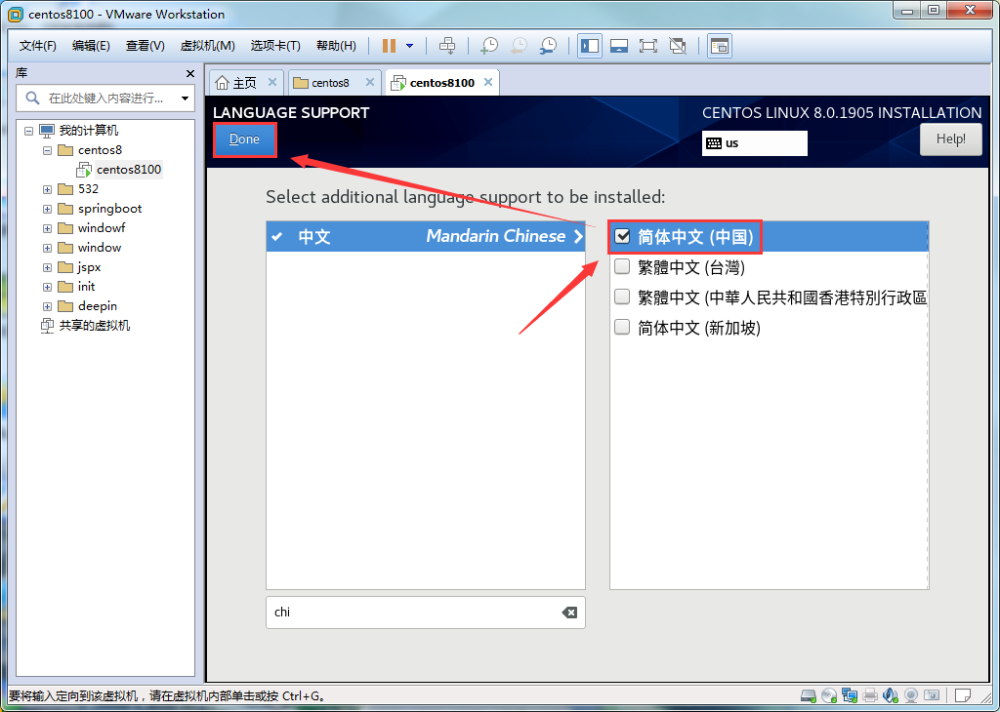 centos8100 - VMware Workstation
文件(F) 编辑(E) 查看(V) 虚拟机(M) 选项卡(T) 帮助(H)
库
在此处键入内容进行...
我的计算机
centos8
centos8100
532
springboot
windowf
window
jspx
init
deepin
共享的虚拟机
主页 centos8 centos8100
LANGUAGE SUPPORT
CENTOS LINUX 8.0.1905 INSTALLATION
Done
us
Help!
Select additional language support to be installed:
中文 Mandarin Chinese
简体中文 (中国)
繁體中文 (台灣)
繁體中文 (中華人民共和國香港特別行政區
简体中文 (新加坡)
chi
要将输入定向到该虚拟机，请在虚拟机内部单击或按 Ctrl+G。